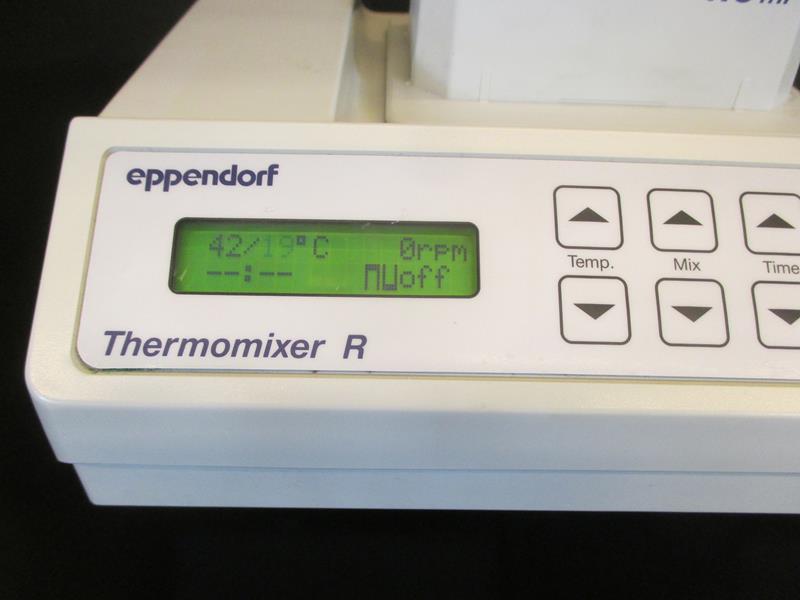 eppendorf
42/19°C 0rpm
--:-- off
Temp. Mix Time
Thermomixer R